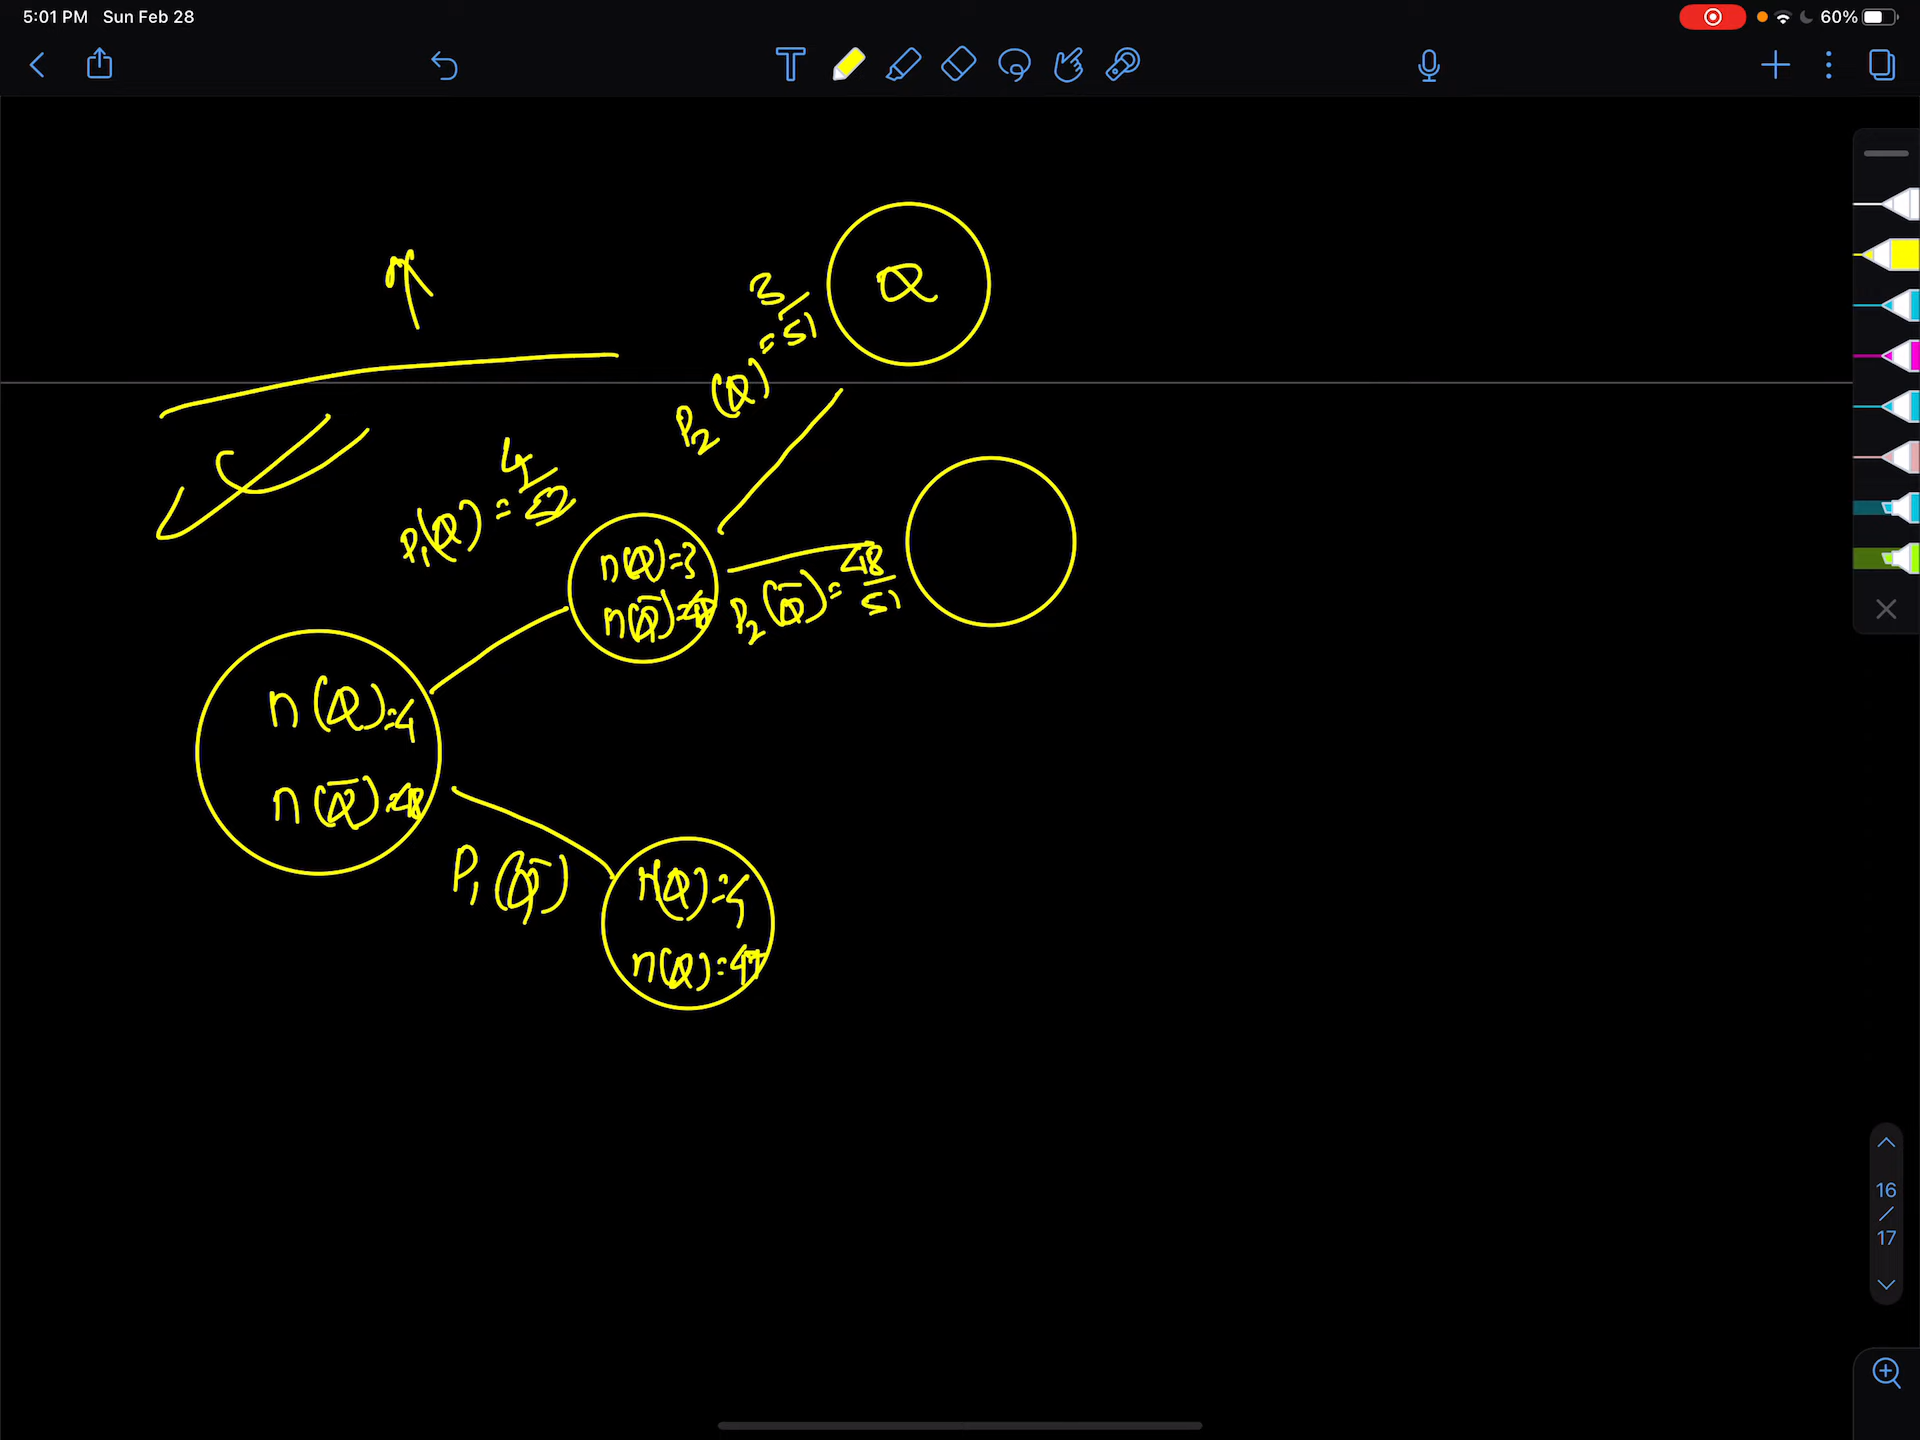 5:01 PM Sun Feb 28
60%
T
Q
3/51
P₂(Q) =
4/52
P₁(Q) =
n(Q)=3
n(Q̅)=48
P₂(Q̅)= 48/51
n(Q)=4
n(Q̅)=48
P₁(Q̅)
n(Q)=4
n(Q)=47
16
/
17